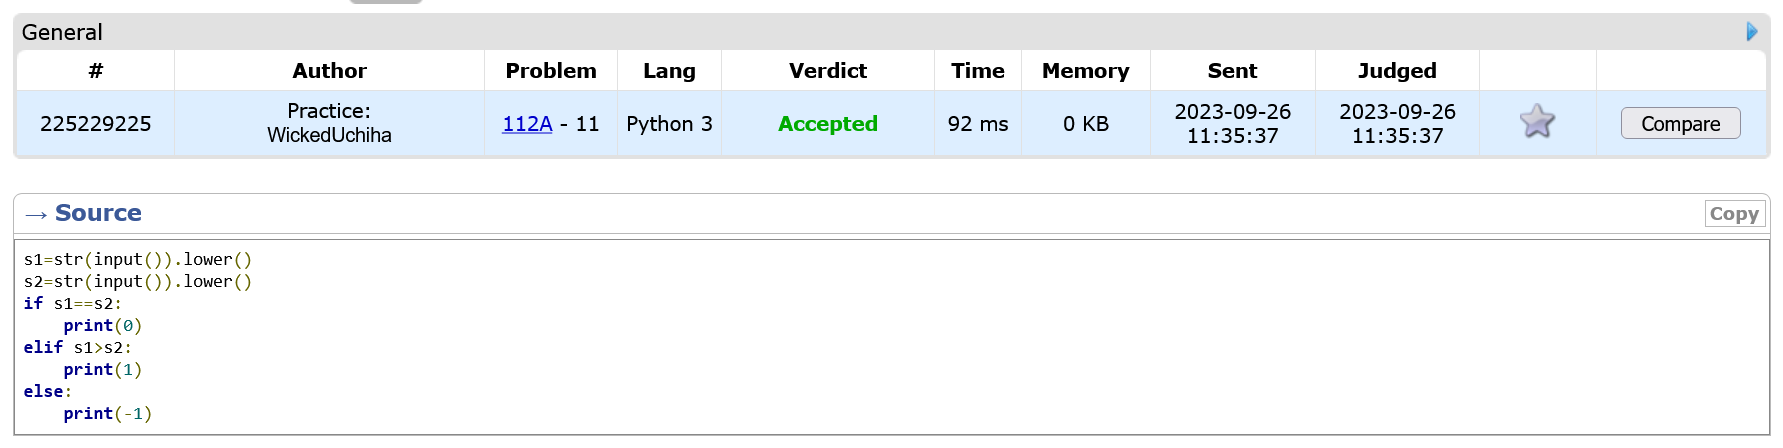 General
# Author Problem Lang Verdict Time Memory Sent Judged
225229225 Practice: WickedUchiha 112A - 11 Python 3 Accepted 92 ms 0 KB 2023-09-26 11:35:37 2023-09-26 11:35:37 Compare
→ Source Copy
s1=str(input()).lower()
s2=str(input()).lower()
if s1==s2:
    print(0)
elif s1>s2:
    print(1)
else:
    print(-1)